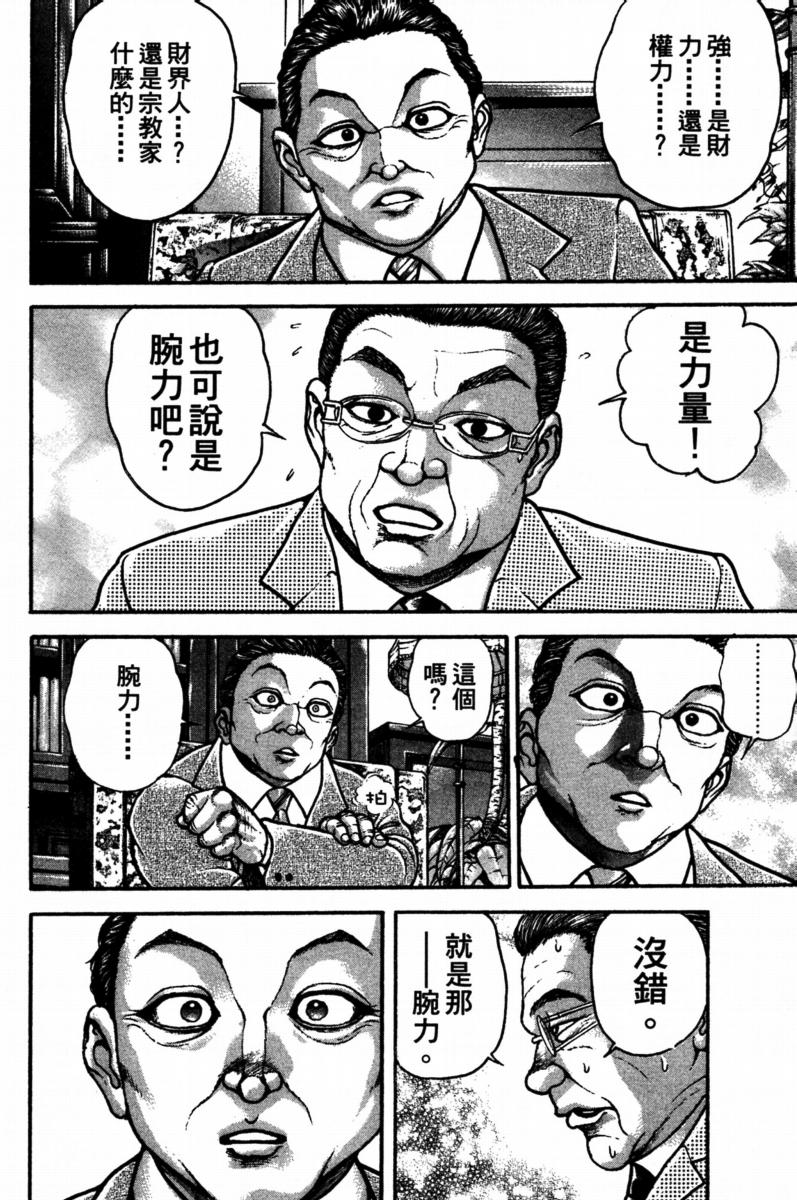 強……是財
力……還是
權力……？
財界人…？
還是宗教家
什麼的……
是力量！
也可說是
腕力吧？
………
這個
嗎？
拍
腕力……
沒錯。
就是那
——腕力。